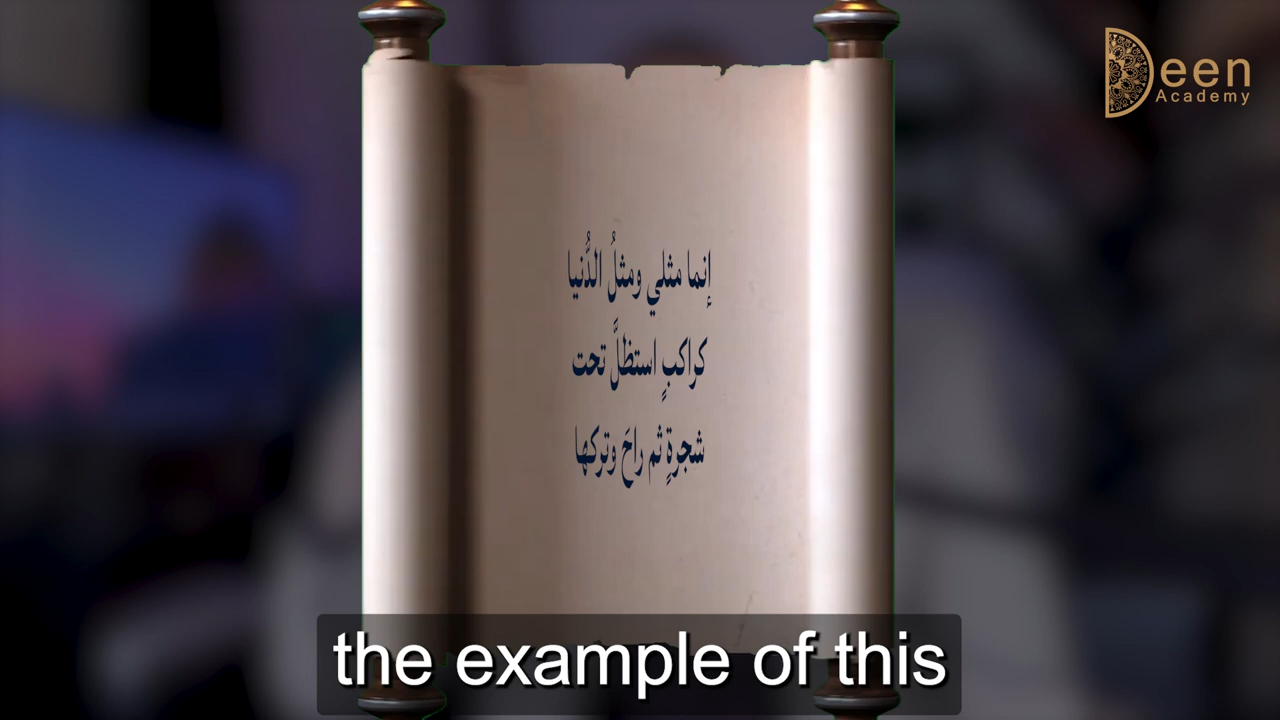 Deen
Academy
إنما مثلي ومثلُ الدُّنيا
كراكبٍ استظلَّ تحت
شجرةٍ ثم راحَ وتركها
the example of this